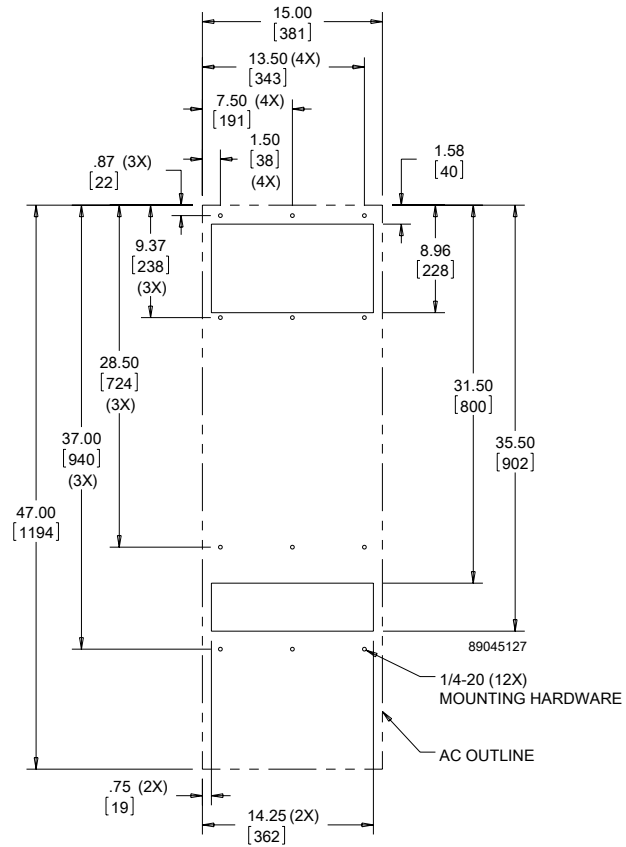 15.00
[381]
13.50 (4X)
[343]
7.50 (4X)
[191]
1.50
[38]
(4X)
.87 (3X)
[22]
1.58
[40]
9.37
[238]
(3X)
8.96
[228]
28.50
[724]
(3X)
31.50
[800]
37.00
[940]
(3X)
35.50
[902]
47.00
[1194]
89045127
1/4-20 (12X)
MOUNTING HARDWARE
AC OUTLINE
.75 (2X)
[19]
14.25 (2X)
[362]